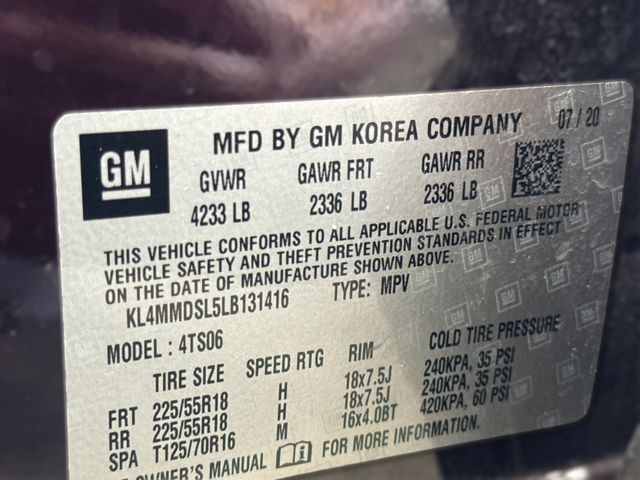 GM
MFD BY GM KOREA COMPANY 07/20
GVWR GAWR FRT GAWR RR
4233 LB 2336 LB 2336 LB
THIS VEHICLE CONFORMS TO ALL APPLICABLE U.S. FEDERAL MOTOR
VEHICLE SAFETY AND THEFT PREVENTION STANDARDS IN EFFECT
ON THE DATE OF MANUFACTURE SHOWN ABOVE.
KL4MMDSL5LB131416 TYPE: MPV
MODEL: 4TS06
TIRE SIZE SPEED RTG RIM COLD TIRE PRESSURE
FRT 225/55R18 H 18x7.5J 240KPA, 35 PSI
RR 225/55R18 H 18x7.5J 240KPA, 35 PSI
SPA T125/70R16 M 16x4.0BT 420KPA, 60 PSI
OWNER'S MANUAL FOR MORE INFORMATION.